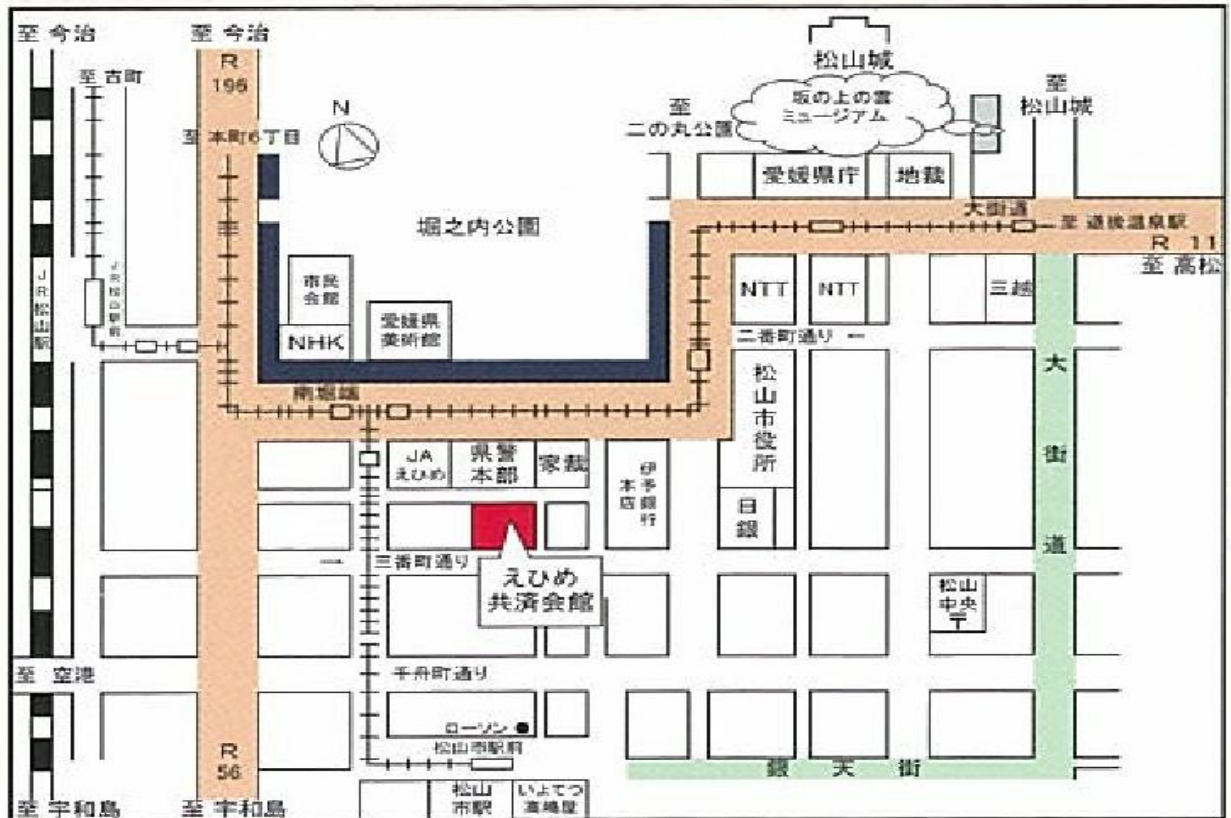 至 今治
至 今治
R
196
至 古町
至 本町6丁目
N
松山城
坂の上の雲
ミュージアム
至
二の丸公園
至
松山城
愛媛県庁
地裁
堀之内公園
大街道
至 道後温泉駅
R 11
至 高松
JR松山駅
JR松山駅前
市民
会館
NHK
愛媛県
美術館
NTT
NTT
三越
二番町通り ←
南堀端
松山市役所
大街道
JA
えひめ
県警
本部
家裁
伊予銀行
本店
日銀
三番町通り
えひめ
共済会館
松山
中央
〒
至 空港
千舟町通り
ローソン
松山市駅前
R
56
銀天街
松山
市駅
いよてつ
髙島屋
至 宇和島
至 宇和島